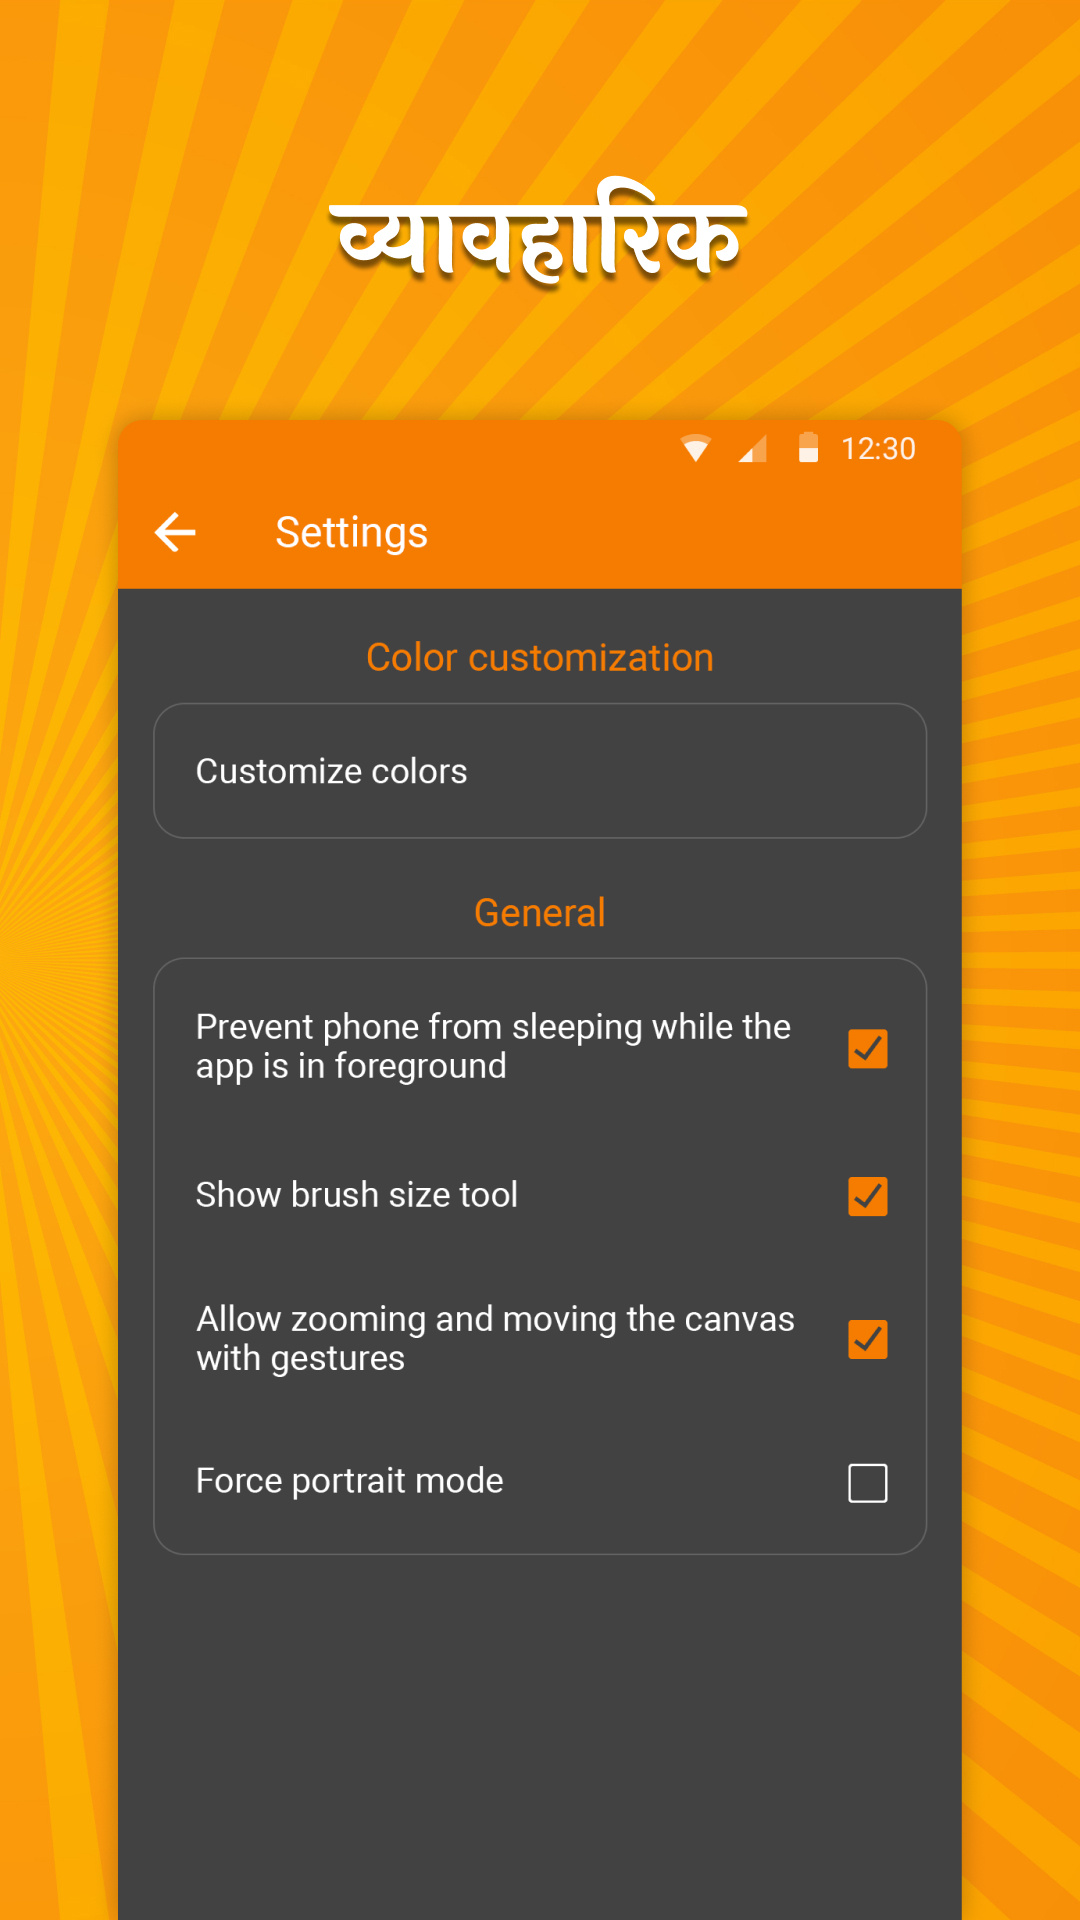 व्यावहारिक
12:30
Settings
Color customization
Customize colors
General
Prevent phone from sleeping while the
app is in foreground
Show brush size tool
Allow zooming and moving the canvas
with gestures
Force portrait mode